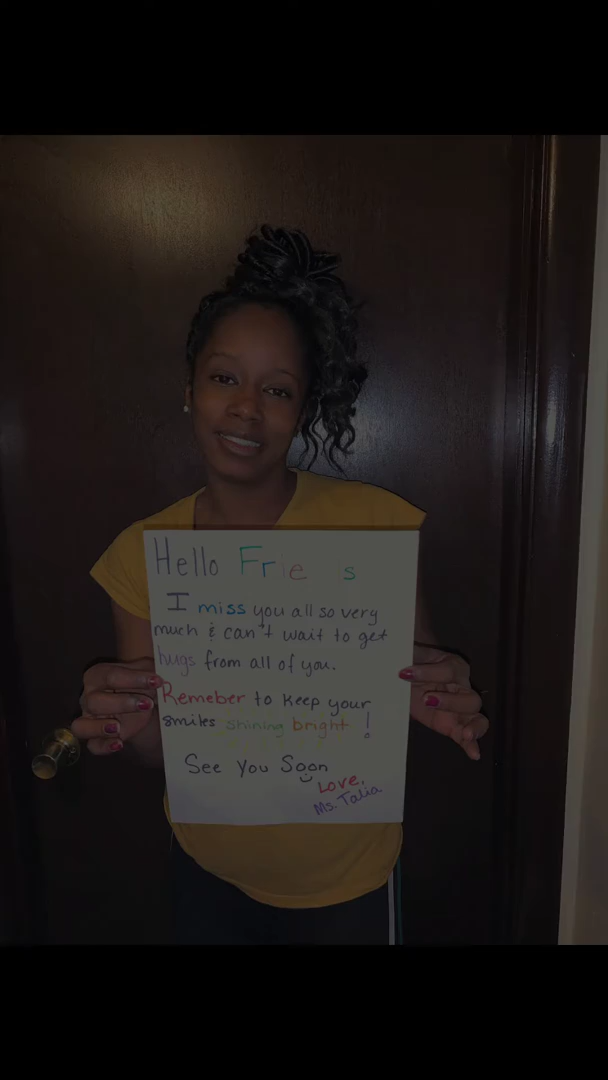 Hello Frie s
I miss you all so very
much & can't wait to get
hugs from all of you.
Remeber to keep your
smiles shining bright!
See You Soon
Love,
Ms. Talia